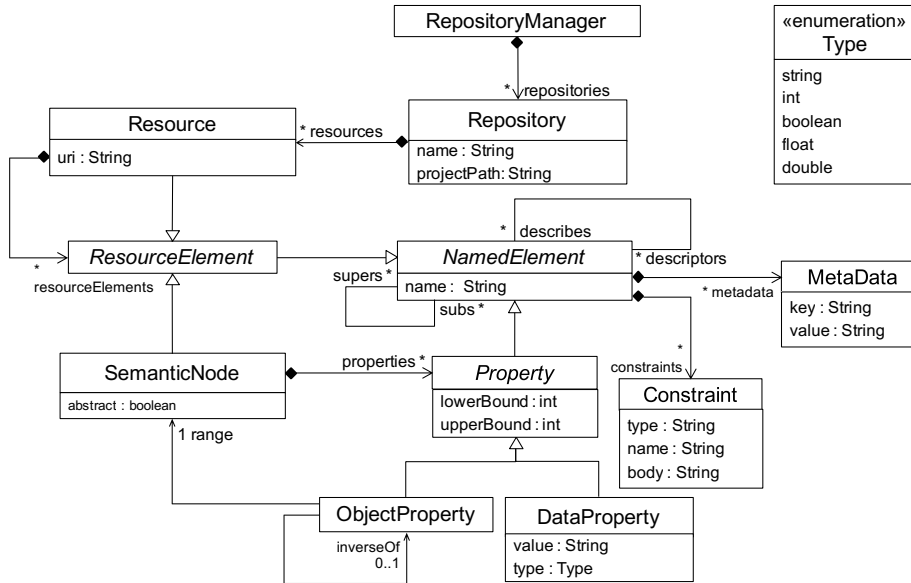 RepositoryManager
«enumeration»
Type
string
int
boolean
float
double
* repositories
Resource
uri : String
* resources
Repository
name : String
projectPath: String
* describes
* descriptors
ResourceElement
*
resourceElements
NamedElement
name : String
supers *
subs *
* metadata
MetaData
key : String
value : String
*
constraints
SemanticNode
abstract : boolean
properties *
Property
lowerBound : int
upperBound : int
Constraint
type : String
name : String
body : String
1 range
ObjectProperty
inverseOf
0..1
DataProperty
value : String
type : Type